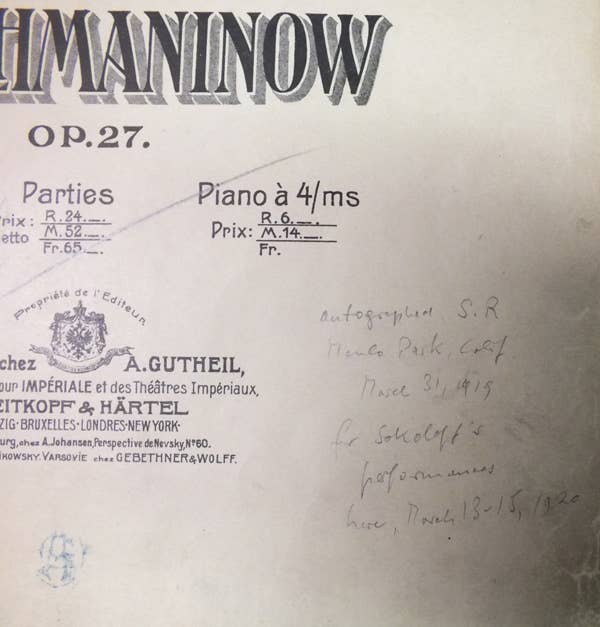 HMANINOW
OP.27.
Parties
Piano à 4/ms
rix: R. 24._.
etto M. 52._.
Fr. 65._.
Prix: R. 6._.
M. 14._.
Fr.
Propriété de l'Editeur
chez A. GUTHEIL,
our IMPÉRIALE et des Théâtres Impériaux,
EITKOPF & HÄRTEL
ZIG·BRUXELLES·LONDRES·NEW-YORK·
urg, chez A. Johansen, Perspective de Nevsky, No. 60.
IKOWSKY. VARSOVIE chez GEBETHNER & WOLFF.
autographed S.R
Menlo Park, Calif
March 31, 1919
for Sokoloff's
performances
here, March 13-15, 1920